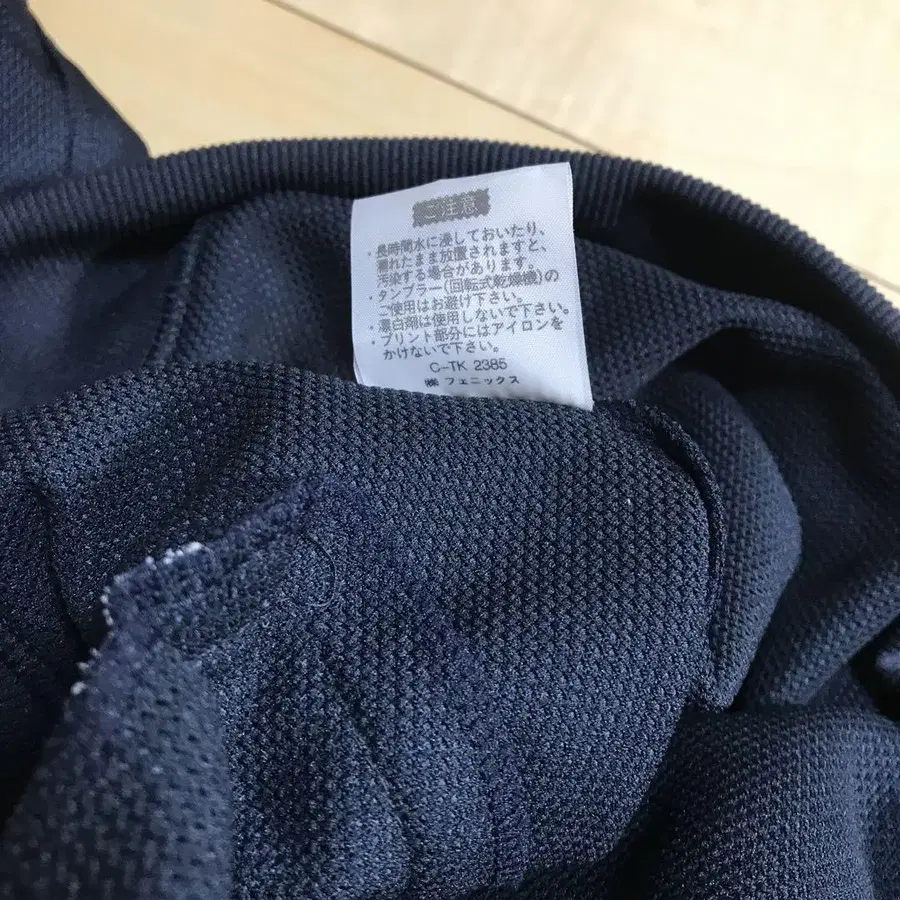 ご注意
・長時間水に浸しておいたり、
濡れたまま放置されますと、
汚染する場合があります。
・タンブラー(回転式乾燥機)の
ご使用はお避け下さい。
・漂白剤は使用しないで下さい。
・プリント部分にはアイロンを
かけないで下さい。
C-TK 2385
㈱ フェニックス